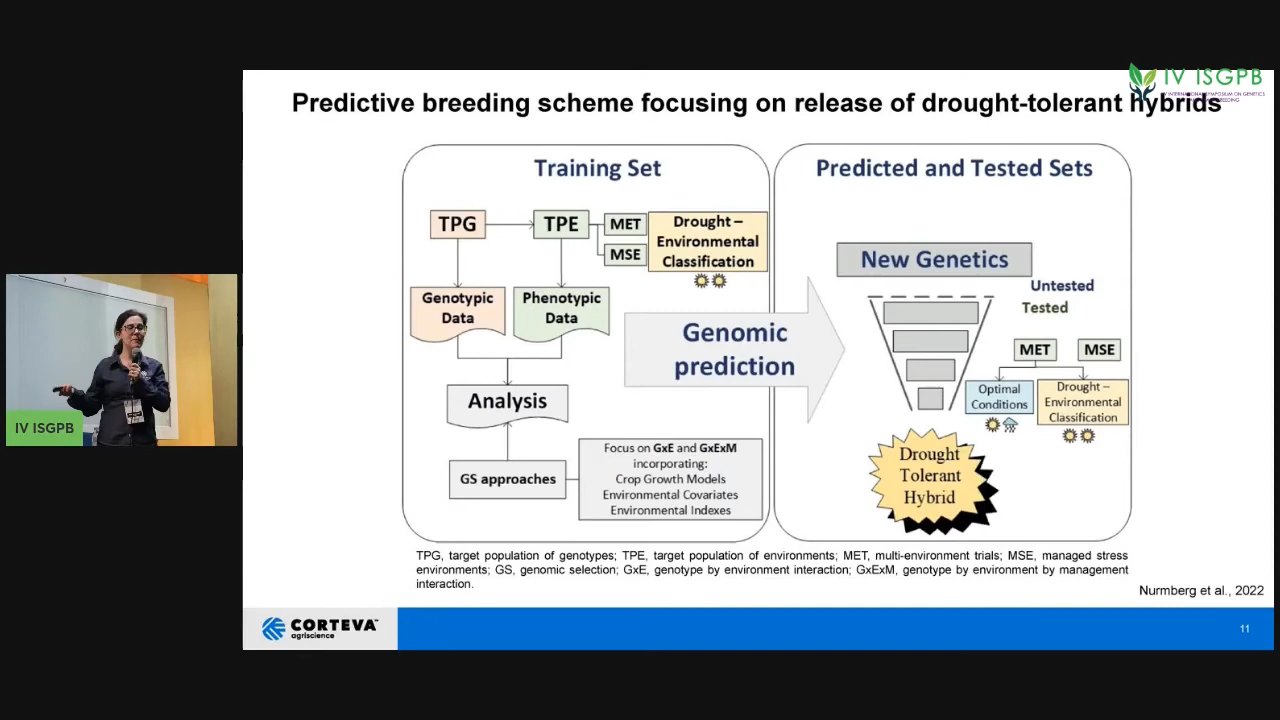 IV ISGPB
IV INTERNATIONAL SYMPOSIUM ON GENETICS
Predictive breeding scheme focusing on release of drought-tolerant hybrids
Training Set
TPG
TPE
MET
MSE
Drought –
Environmental
Classification
Genotypic
Data
Phenotypic
Data
Analysis
GS approaches
Focus on GxE and GxExM
incorporating:
Crop Growth Models
Environmental Covariates
Environmental Indexes
Genomic
prediction
Predicted and Tested Sets
New Genetics
Untested
Tested
MET
MSE
Optimal
Conditions
Drought –
Environmental
Classification
Drought
Tolerant
Hybrid
TPG, target population of genotypes; TPE, target population of environments; MET, multi-environment trials; MSE, managed stress
environments; GS, genomic selection; GxE, genotype by environment interaction; GxExM, genotype by environment by management
interaction.
Nurmberg et al., 2022
CORTEVA
agriscience
11
IV ISGPB